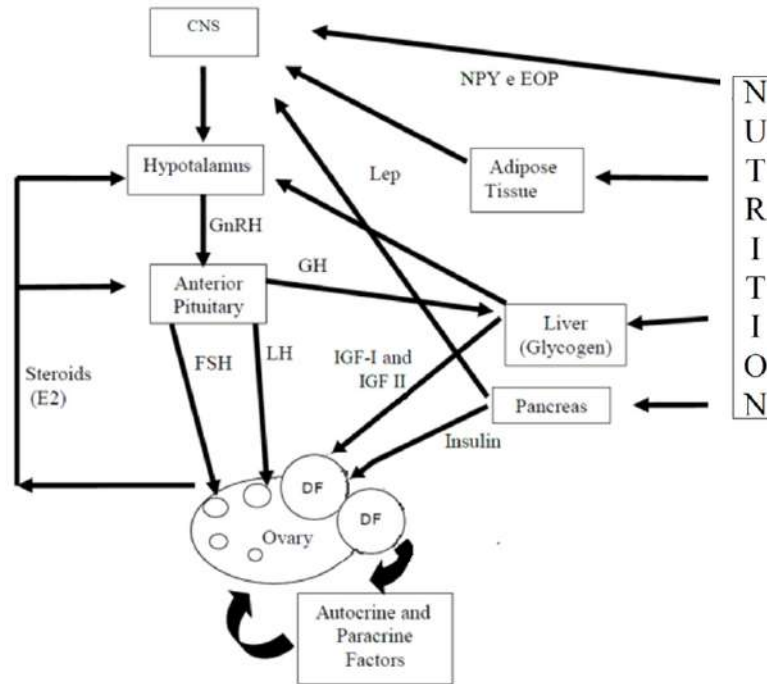 CNS
NPY e EOP
Hypotalamus
Lep
Adipose
Tissue
GnRH
GH
Anterior
Pituitary
Liver
(Glycogen)
FSH
LH
IGF-I and
IGF II
Steroids
(E2)
Pancreas
Insulin
DF
DF
Ovary
Autocrine and
Paracrine
Factors
N
U
T
R
I
T
I
O
N